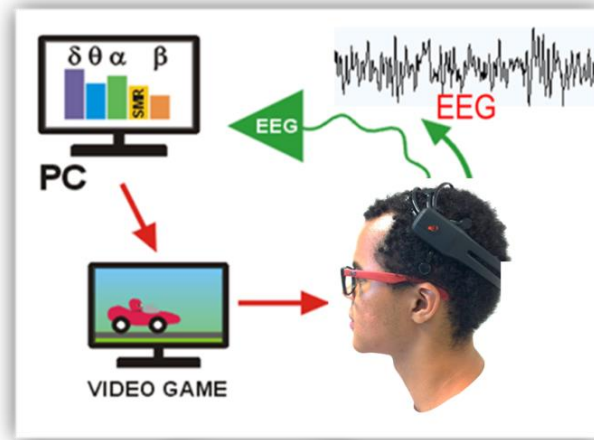 δ θ α β
SMR
PC
EEG
EEG
VIDEO GAME